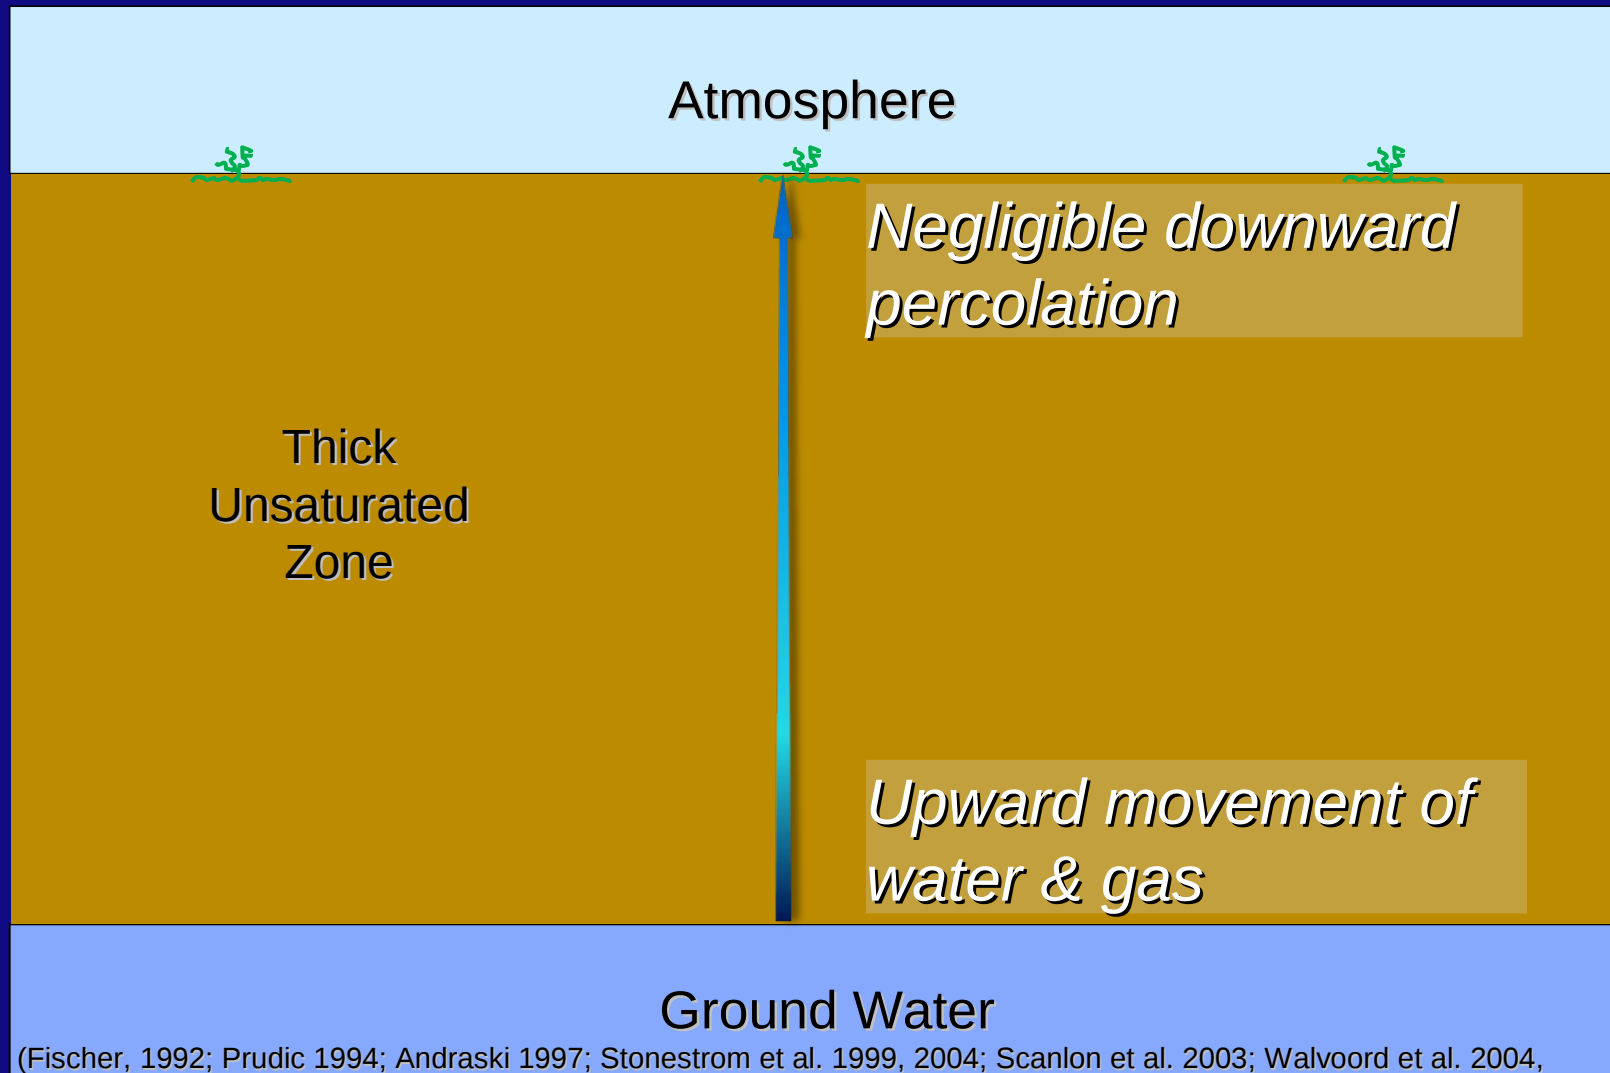 Atmosphere
Negligible downward
percolation
Thick
Unsaturated
Zone
Upward movement of
water & gas
Ground Water
(Fischer, 1992; Prudic 1994; Andraski 1997; Stonestrom et al. 1999, 2004; Scanlon et al. 2003; Walvoord et al. 2004,